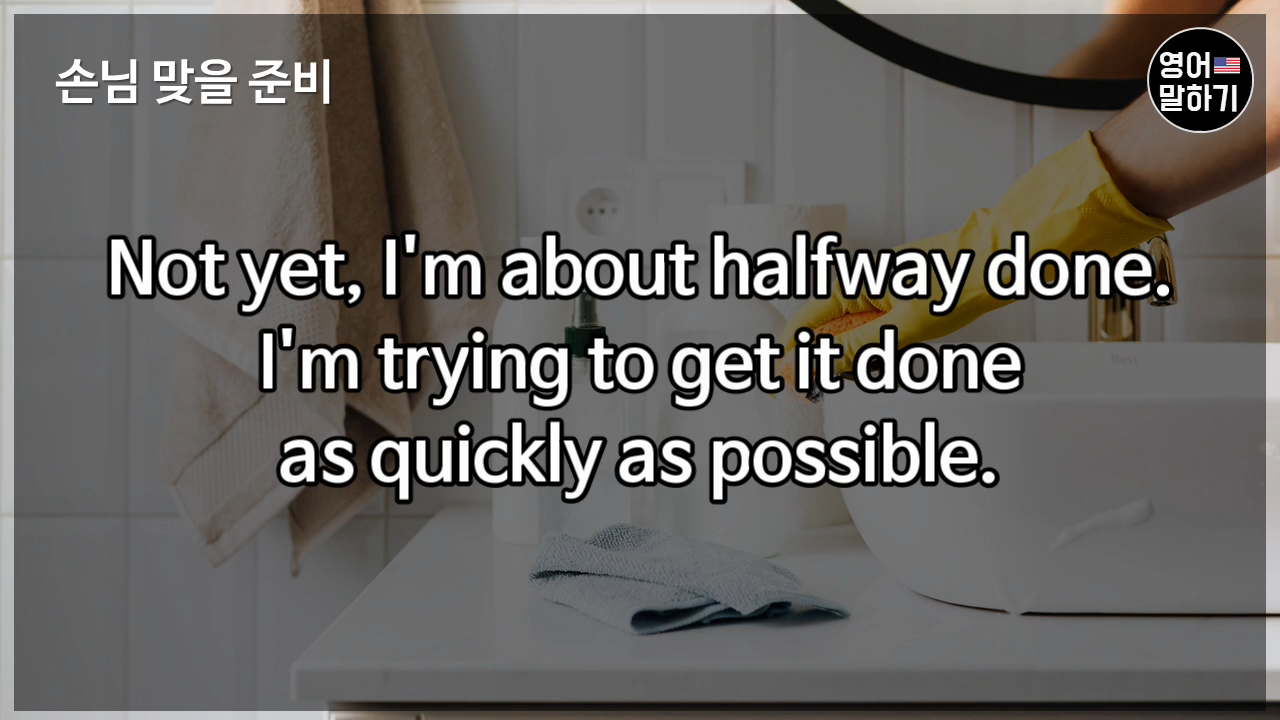 손님 맞을 준비
영어
말하기
Not yet, I'm about halfway done.
I'm trying to get it done
as quickly as possible.